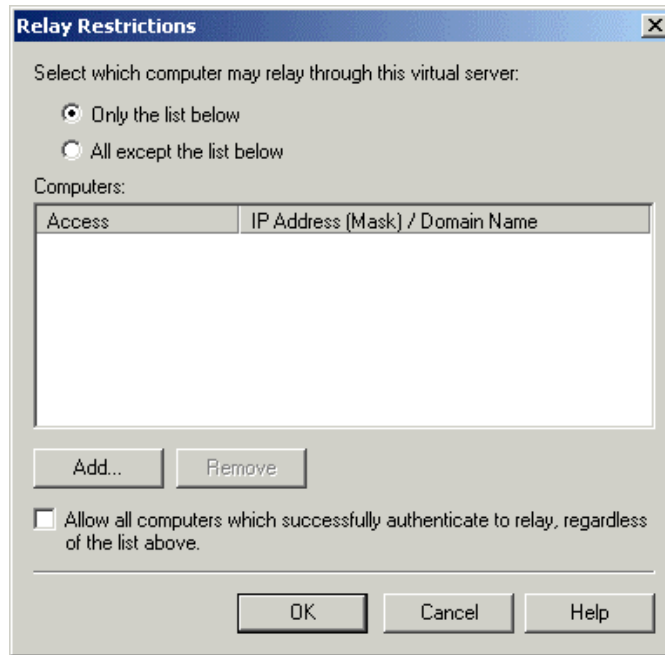 Relay Restrictions
Select which computer may relay through this virtual server:
Only the list below
All except the list below
Computers:
Access IP Address (Mask) / Domain Name
Add... Remove
Allow all computers which successfully authenticate to relay, regardless
of the list above.
OK Cancel Help